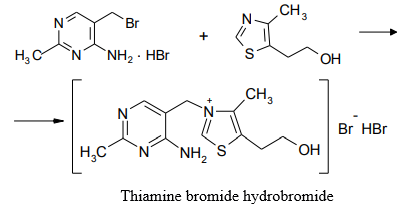 N Br CH₃
N +
H₃C N NH₂ · HBr S OH
CH₃
N +
N
H₃C N NH₂ S OH Br⁻ HBr
Thiamine bromide hydrobromide